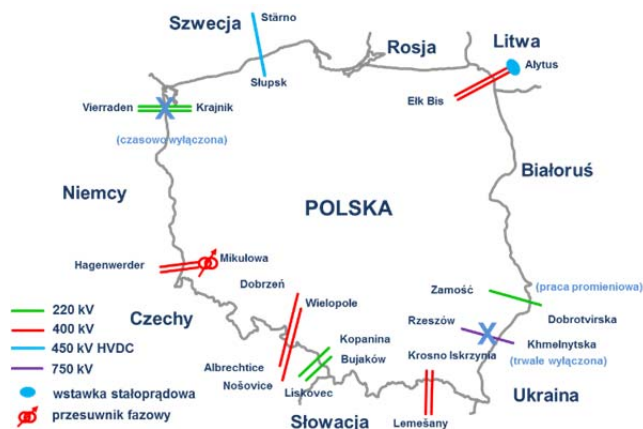 Szwecja
Stärno
Rosja
Litwa
Alytus
Słupsk
Ełk Bis
Vierraden
Krajnik
(czasowo wyłączona)
Białoruś
Niemcy
POLSKA
Mikułowa
Hagenwerder
Dobrzeń
Zamość
(praca promieniowa)
Wielopole
Dobrotvirska
220 kV
400 kV
450 kV HVDC
750 kV
wstawka stałoprądowa
przesuwnik fazowy
Czechy
Rzeszów
Khmelnytska
(trwale wyłączona)
Kopanina
Bujaków
Krosno Iskrzynia
Albrechtice
Nošovice
Liskovec
Ukraina
Słowacja
Lemešany